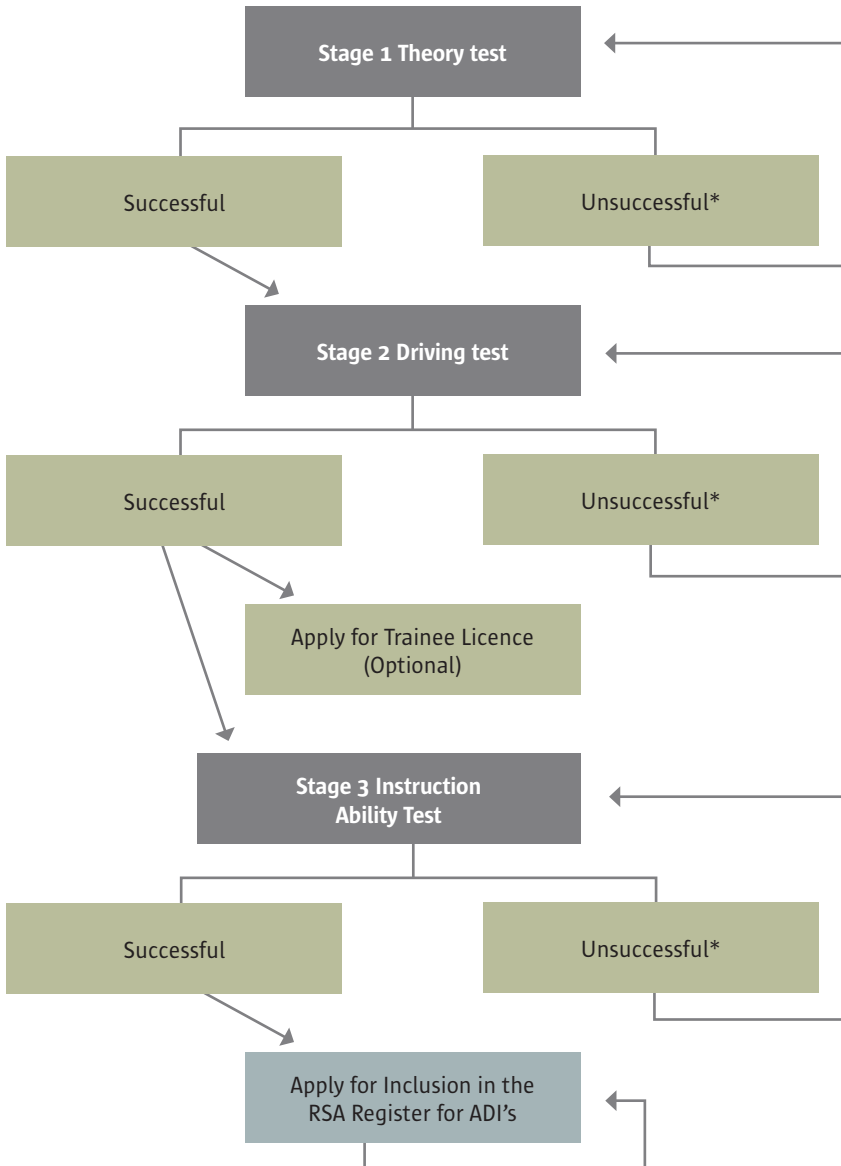 Stage 1 Theory test
Successful
Unsuccessful*
Stage 2 Driving test
Successful
Unsuccessful*
Apply for Trainee Licence
(Optional)
Stage 3 Instruction
Ability Test
Successful
Unsuccessful*
Apply for Inclusion in the
RSA Register for ADI’s